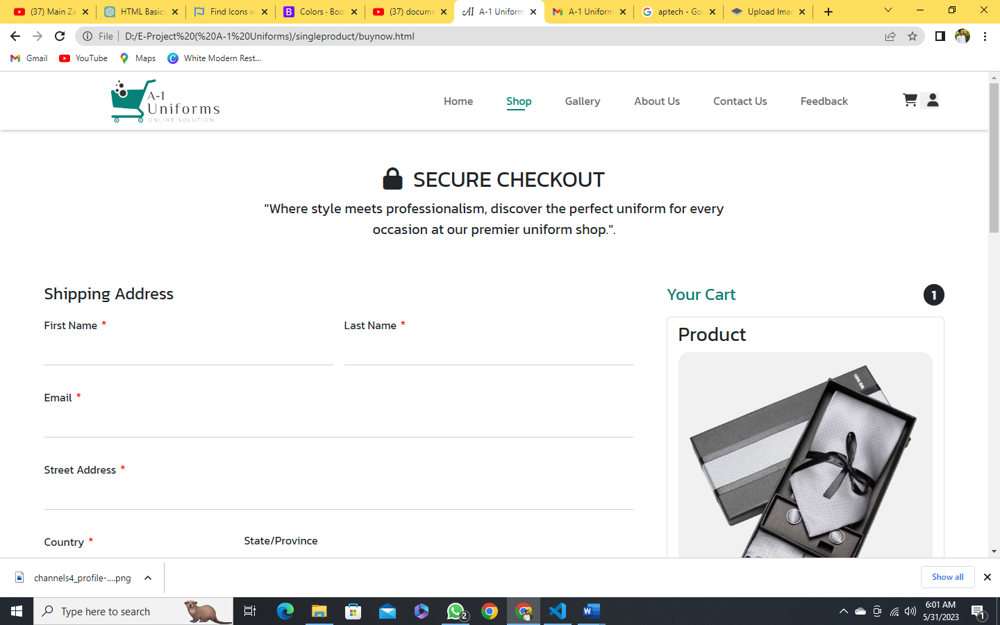 (37) Main Za
HTML Basics
Find Icons w
Colors · Boo
(37) docume
A-1 Uniform
A-1 Uniform
aptech - Goo
Upload Imag
File
D:/E-Project%20(%20A-1%20Uniforms)/singleproduct/buynow.html
Gmail
YouTube
Maps
White Modern Rest...
A-1
Uniforms
ONLINE SOLUTION
Home
Shop
Gallery
About Us
Contact Us
Feedback
SECURE CHECKOUT
"Where style meets professionalism, discover the perfect uniform for every
occasion at our premier uniform shop.".
Shipping Address
First Name *
Last Name *
Email *
Street Address *
Country *
State/Province
Your Cart
1
Product
100% Silk
channels4_profile-....png
Show all
Type here to search
2
6:01 AM
5/31/2023
1